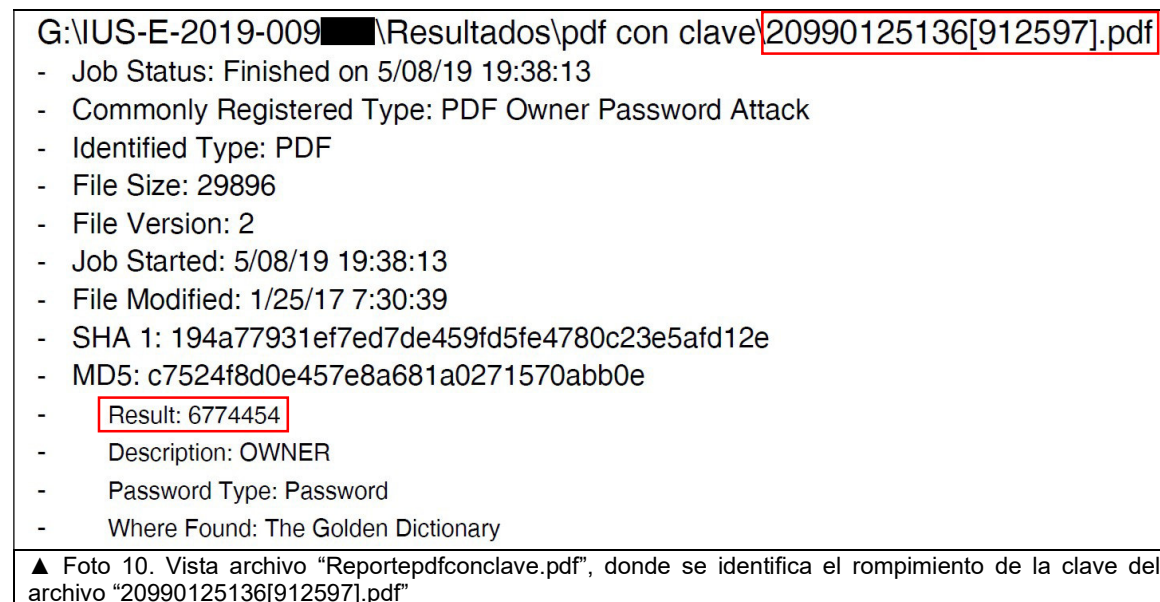 G:\IUS-E-2019-009 \Resultados\pdf con clave\20990125136[912597].pdf
- Job Status: Finished on 5/08/19 19:38:13
- Commonly Registered Type: PDF Owner Password Attack
- Identified Type: PDF
- File Size: 29896
- File Version: 2
- Job Started: 5/08/19 19:38:13
- File Modified: 1/25/17 7:30:39
- SHA 1: 194a77931ef7ed7de459fd5fe4780c23e5afd12e
- MD5: c7524f8d0e457e8a681a0271570abb0e
- Result: 6774454
- Description: OWNER
- Password Type: Password
- Where Found: The Golden Dictionary
▲ Foto 10. Vista archivo “Reportepdfconclave.pdf”, donde se identifica el rompimiento de la clave del
archivo “20990125136[912597].pdf”